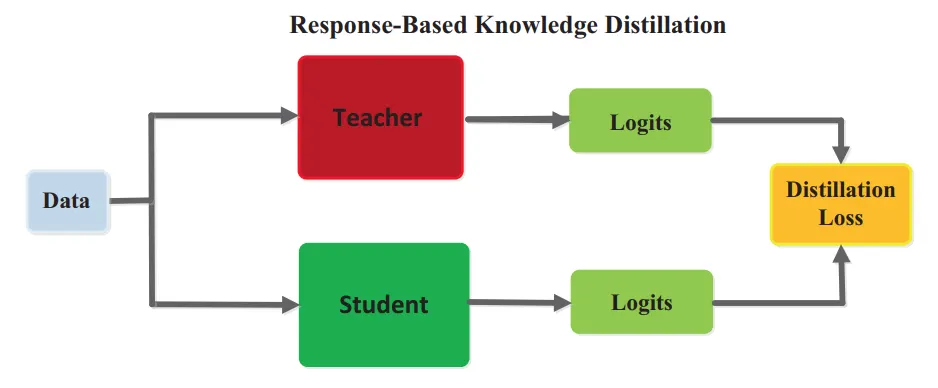 Response-Based Knowledge Distillation
Teacher
Logits
Data
Distillation
Loss
Student
Logits